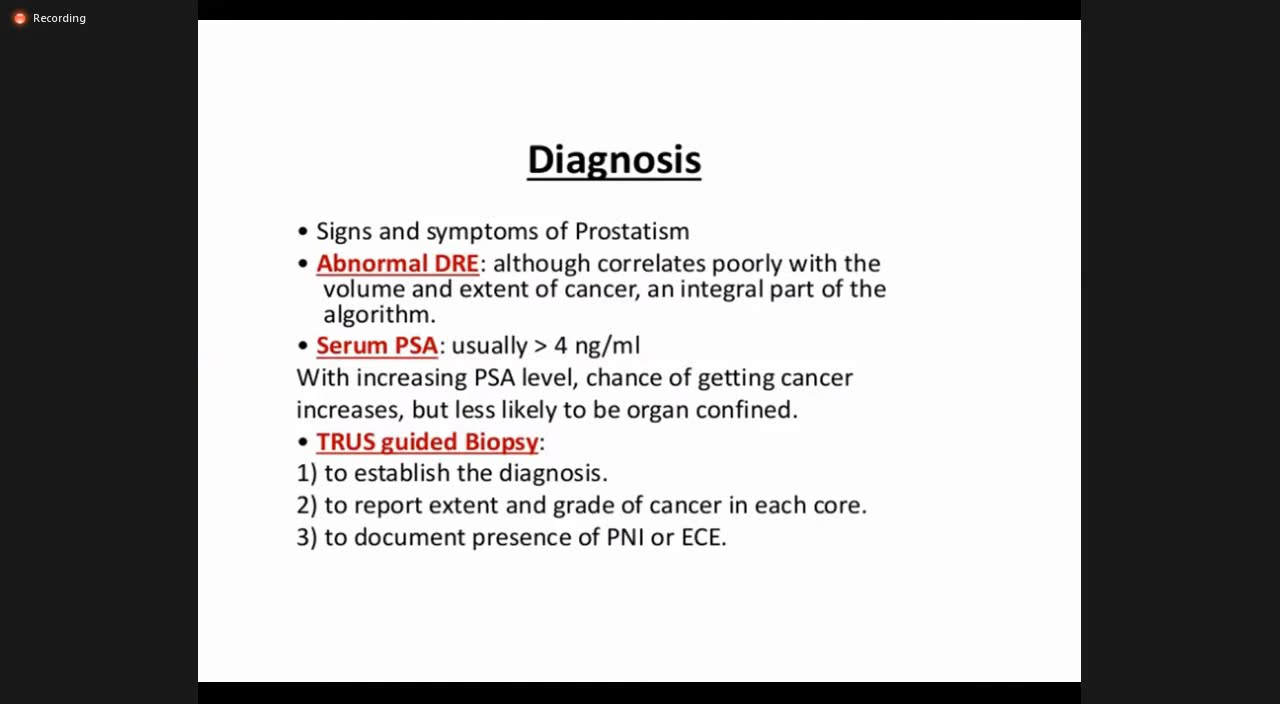 Recording
Diagnosis
• Signs and symptoms of Prostatism
• Abnormal DRE: although correlates poorly with the
volume and extent of cancer, an integral part of the
algorithm.
• Serum PSA: usually > 4 ng/ml
With increasing PSA level, chance of getting cancer
increases, but less likely to be organ confined.
• TRUS guided Biopsy:
1) to establish the diagnosis.
2) to report extent and grade of cancer in each core.
3) to document presence of PNI or ECE.